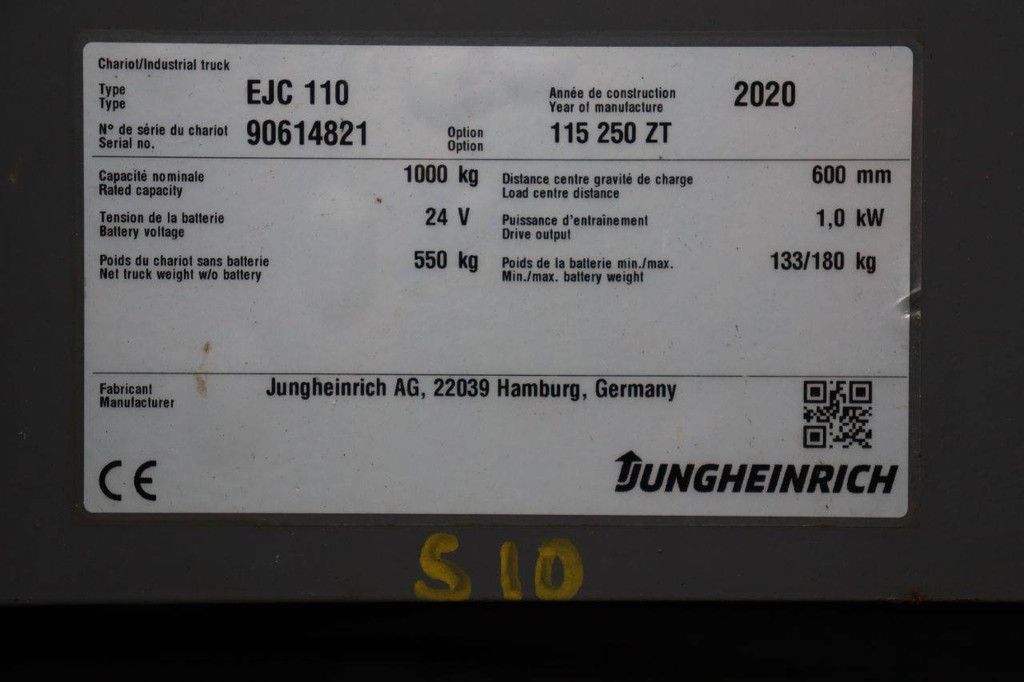 Chariot/Industrial truck
Type EJC 110 Année de construction 2020
Type Year of manufacture
N° de série du chariot 90614821 Option 115 250 ZT
Serial no. Option
Capacité nominale 1000 kg Distance centre gravité de charge 600 mm
Rated capacity Load centre distance
Tension de la batterie 24 V Puissance d'entraînement 1,0 kW
Battery voltage Drive output
Poids du chariot sans batterie 550 kg Poids de la batterie min./max. 133/180 kg
Net truck weight w/o battery Min./max. battery weight
Fabricant Jungheinrich AG, 22039 Hamburg, Germany
Manufacturer
CE JUNGHEINRICH
S 10